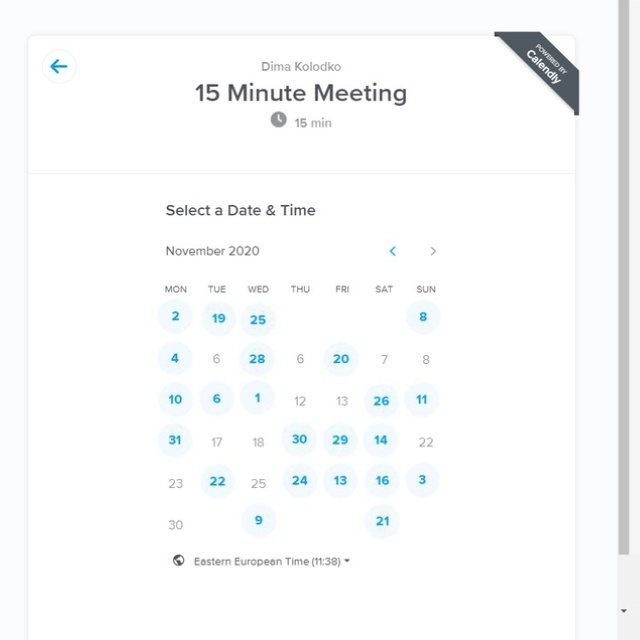 POWERED BY
Calendly
Dima Kolodko
15 Minute Meeting
15 min
Select a Date & Time
November 2020
MON TUE WED THU FRI SAT SUN
2 19 25 8
4 6 28 6 20 7 8
10 6 1 12 13 26 11
31 17 18 30 29 14 22
23 22 25 24 13 16 3
30 9 21
Eastern European Time (11:38)